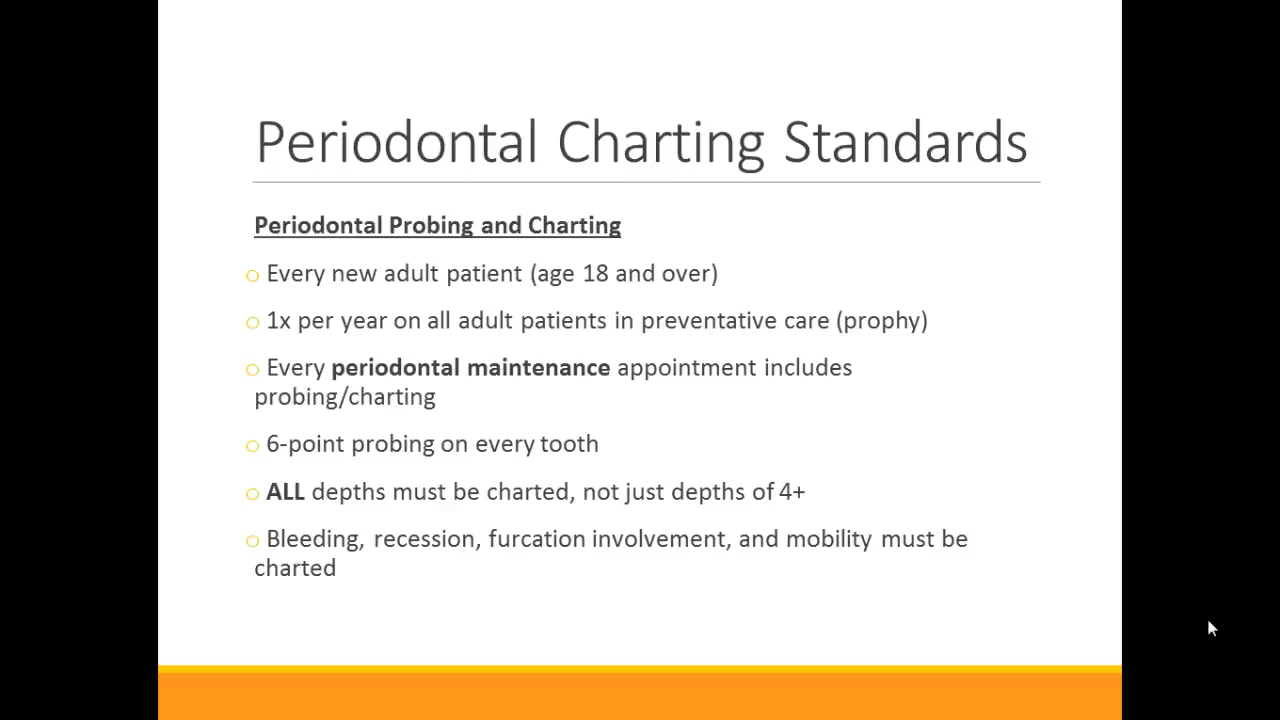 Periodontal Charting Standards
Periodontal Probing and Charting
o Every new adult patient (age 18 and over)
o 1x per year on all adult patients in preventative care (prophy)
o Every periodontal maintenance appointment includes
probing/charting
o 6-point probing on every tooth
o ALL depths must be charted, not just depths of 4+
o Bleeding, recession, furcation involvement, and mobility must be
charted